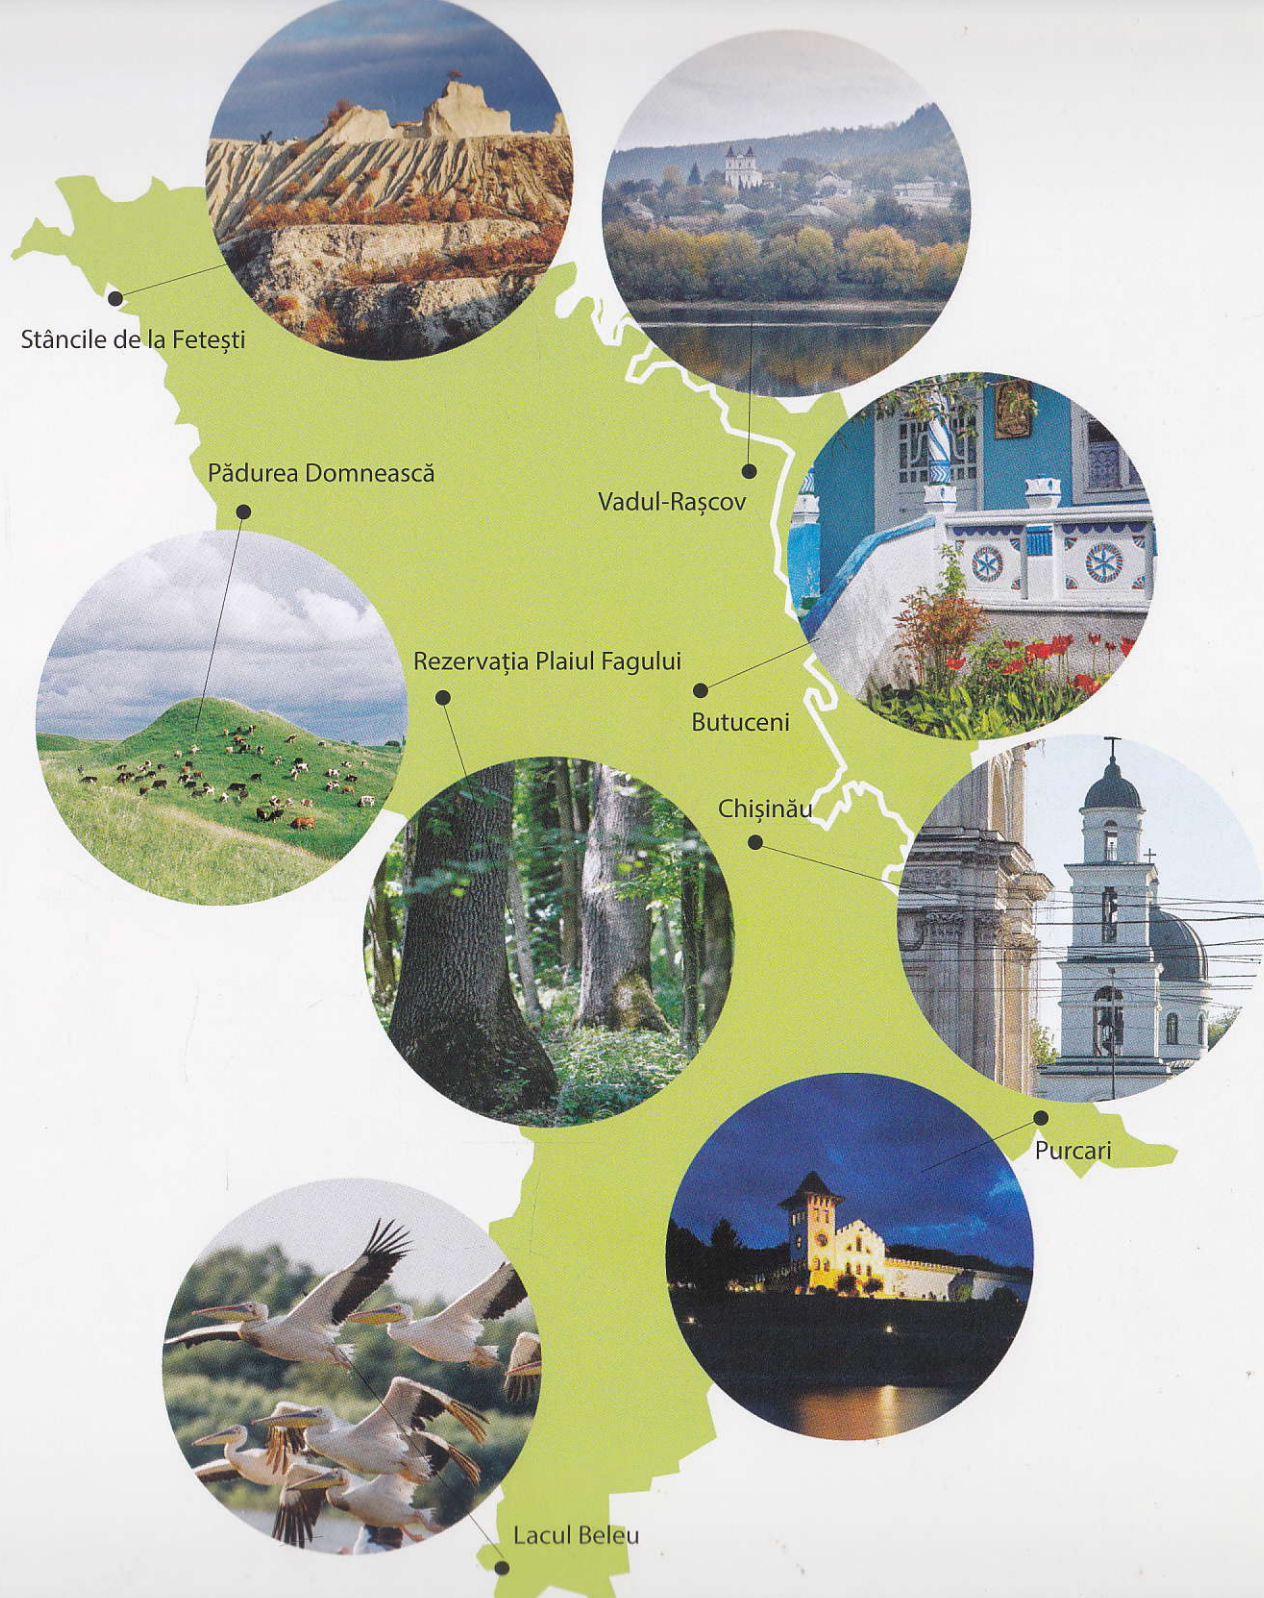 Stâncile de la Fetești
Pădurea Domnească
Vadul-Rașcov
Rezervația Plaiul Fagului
Butuceni
Chișinău
Purcari
Lacul Beleu